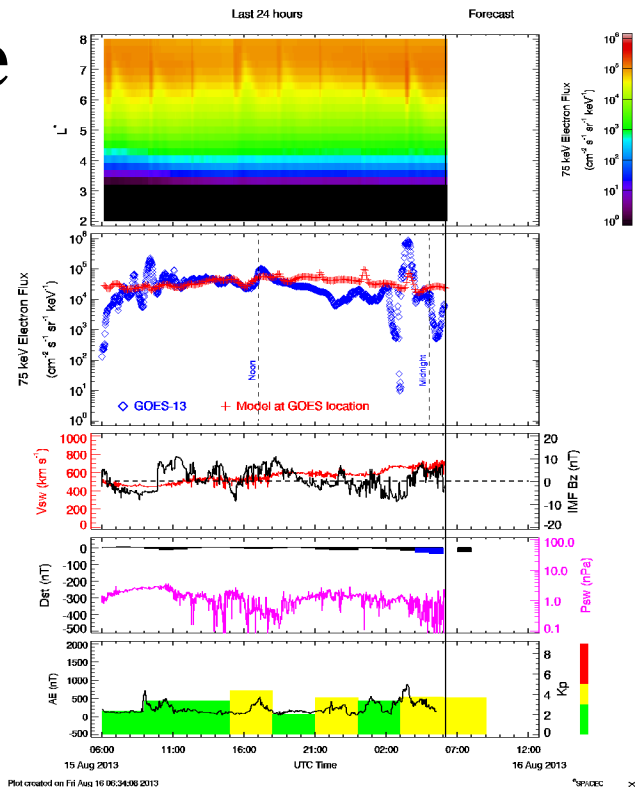 e
Last 24 hours
Forecast
L*
8
7
6
5
4
3
2
75 keV Electron Flux
(cm⁻² s⁻¹ sr⁻¹ keV⁻¹)
10⁶
10⁵
10⁴
10³
10²
10¹
10⁰
75 keV Electron Flux
(cm⁻² s⁻¹ sr⁻¹ keV⁻¹)
10⁶
10⁵
10⁴
10³
10²
10¹
10⁰
Noon
Midnight
GOES-13
Model at GOES location
Vsw (km s⁻¹)
1000
800
600
400
200
0
IMF Bz (nT)
20
10
0
-10
-20
Dst (nT)
0
-100
-200
-300
-400
-500
Psw (nPa)
100.0
10.0
1.0
0.1
AE (nT)
2000
1500
1000
500
0
-500
Kp
8
6
4
2
0
06:00 11:00 16:00 21:00 02:00 07:00 12:00
15 Aug 2013 UTC Time 16 Aug 2013
Plot created on Fri Aug 16 06:34:06 2013